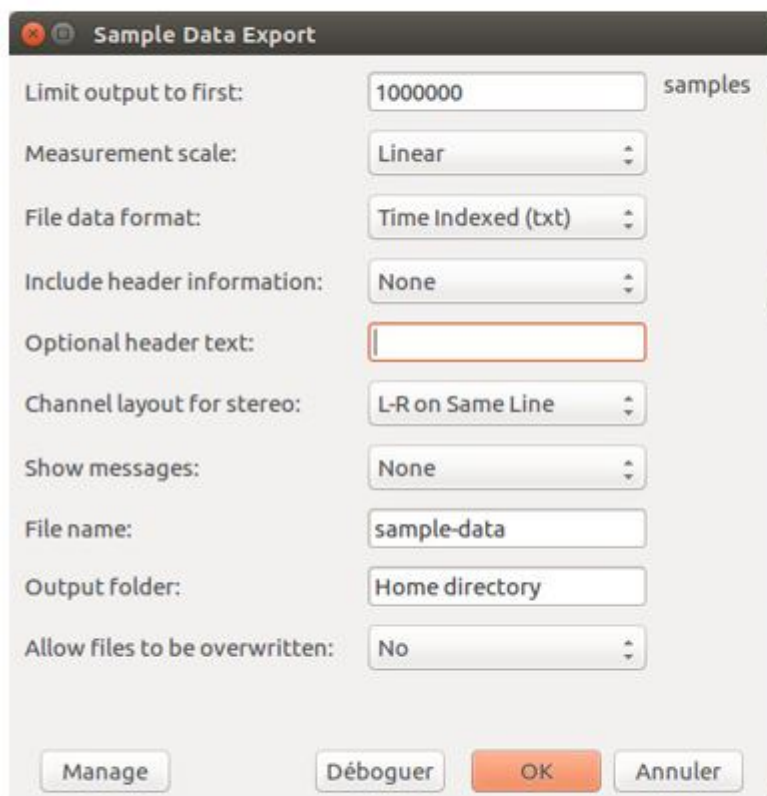 Sample Data Export
Limit output to first: 1000000 samples
Measurement scale: Linear
File data format: Time Indexed (txt)
Include header information: None
Optional header text:
Channel layout for stereo: L-R on Same Line
Show messages: None
File name: sample-data
Output folder: Home directory
Allow files to be overwritten: No
Manage Déboguer OK Annuler